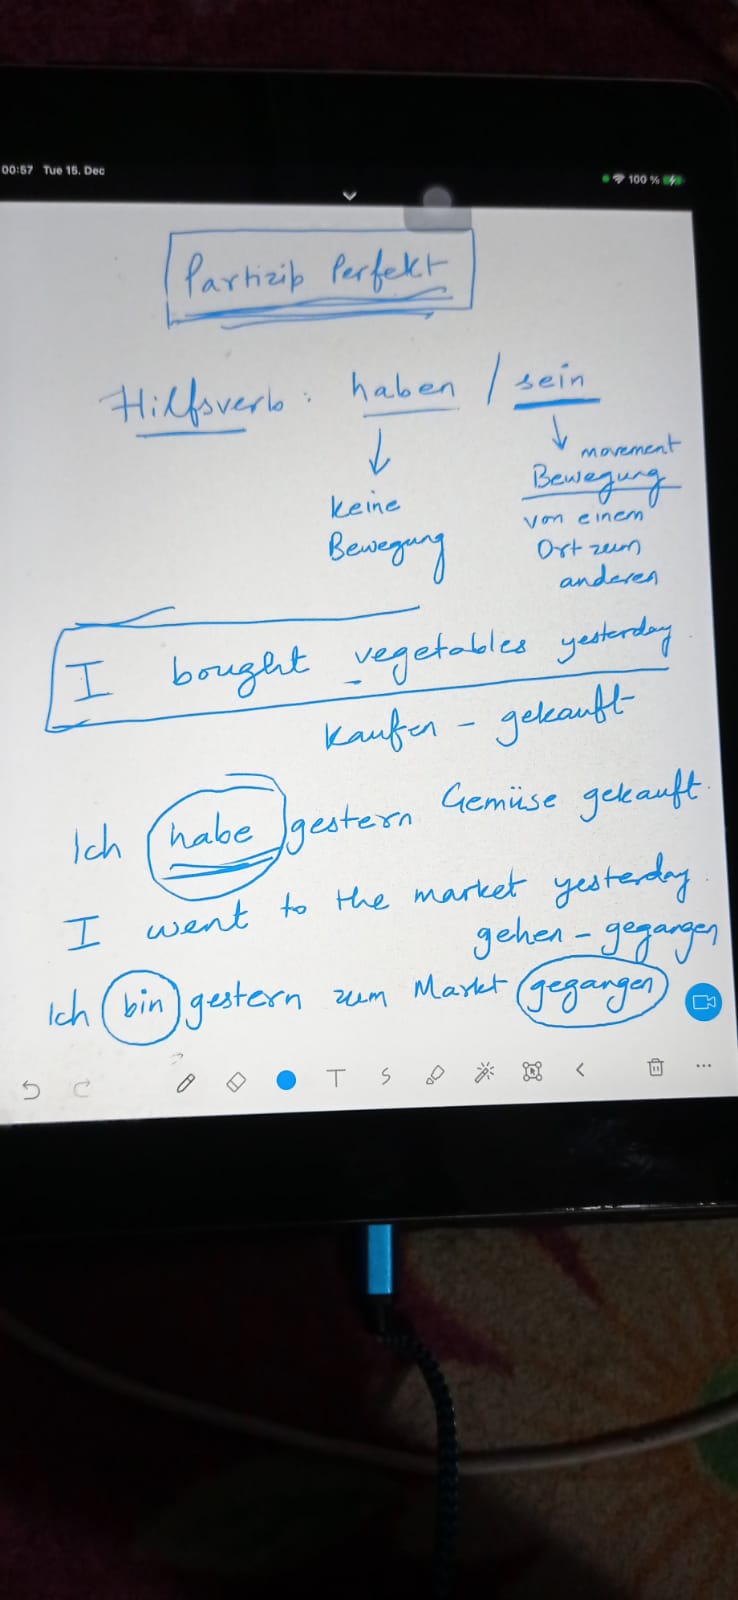 00:57 Tue 15. Dec
100 %
Partizip Perfekt
Hilfsverb : haben / sein
movement
keine
Bewegung
Bewegung
von einem
Ort zum
anderen
I bought vegetables yesterday.
kaufen - gekauft
Ich habe gestern Gemüse gekauft.
I went to the market yesterday.
gehen - gegangen
Ich bin gestern zum Markt gegangen
T S